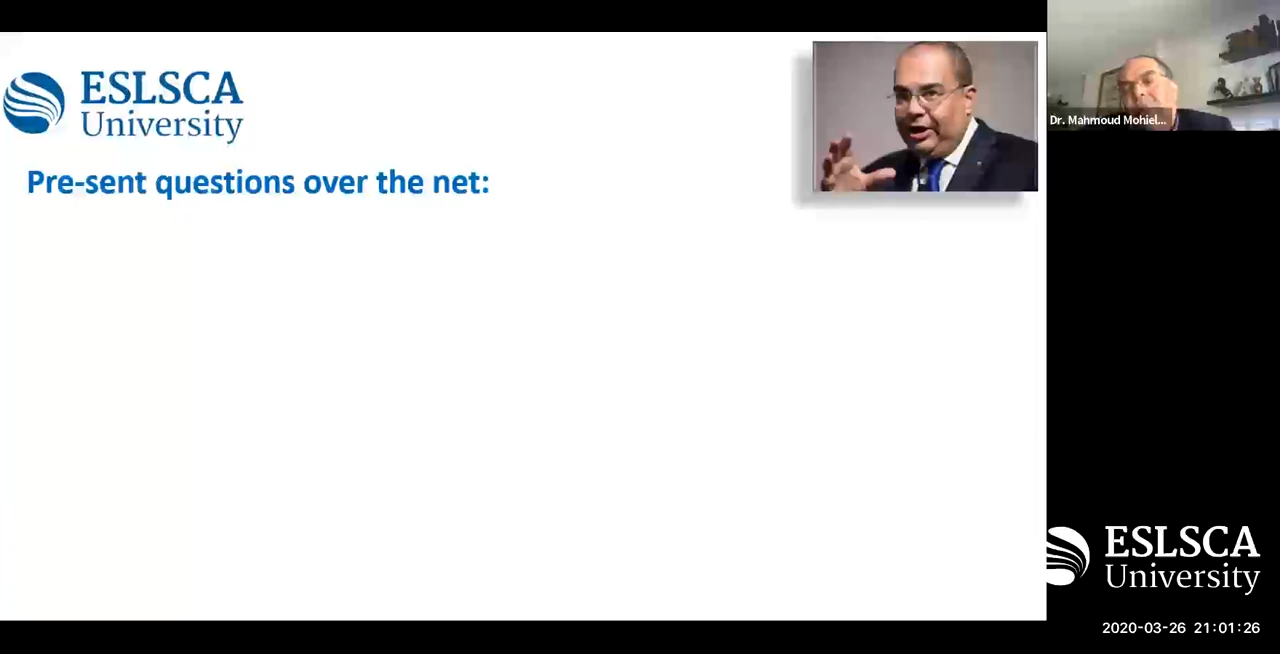 ESLSCA
University
Pre-sent questions over the net:
Dr. Mahmoud Mohiel...
ESLSCA
University
2020-03-26 21:01:26